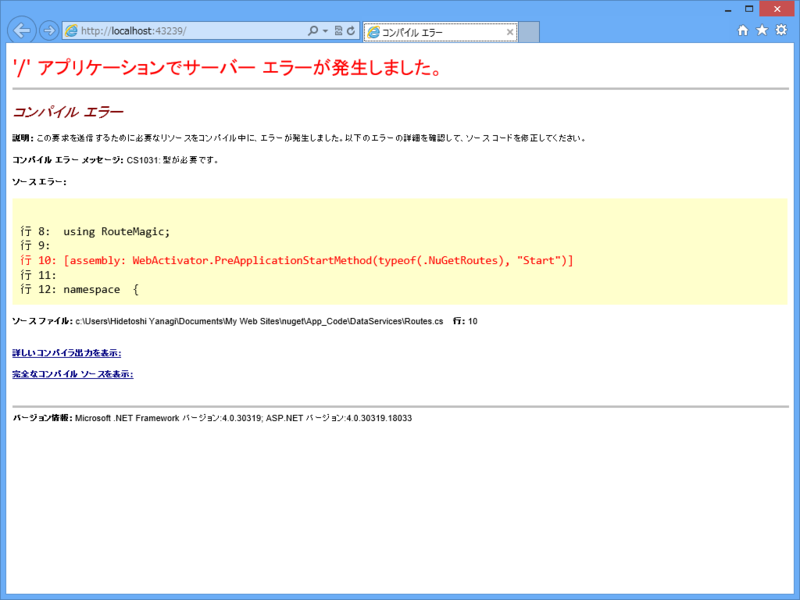 http://localhost:43239/
コンパイル エラー
'/' アプリケーションでサーバー エラーが発生しました。
コンパイル エラー
説明: この要求を送信するために必要なリソースをコンパイル中に、エラーが発生しました。以下のエラーの詳細を確認して、ソース コードを修正してください。
コンパイル エラー メッセージ: CS1031: 型が必要です。
ソース エラー:
行 8:  using RouteMagic;
行 9:
行 10: [assembly: WebActivator.PreApplicationStartMethod(typeof(.NuGetRoutes), "Start")]
行 11:
行 12: namespace  {
ソース ファイル: c:\Users\Hidetoshi Yanagi\Documents\My Web Sites\nuget\App_Code\DataServices\Routes.cs    行: 10
詳しいコンパイラ出力を表示:
完全なコンパイル ソースを表示:
バージョン情報: Microsoft .NET Framework バージョン:4.0.30319; ASP.NET バージョン:4.0.30319.18033